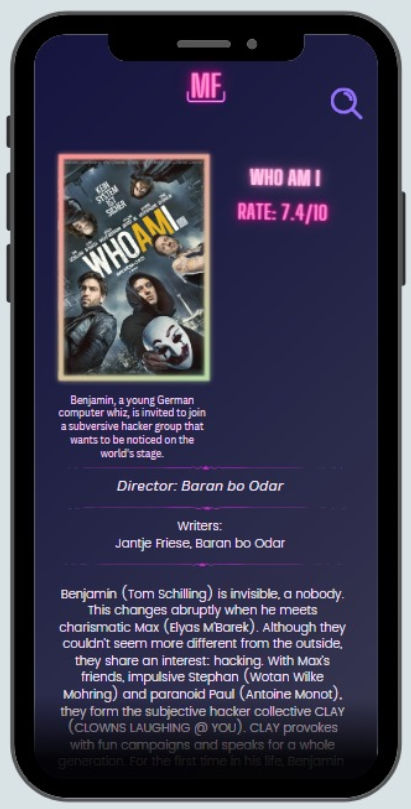 MF
WHO AM I
RATE: 7.4/10
KEIN
SYSTEM
IST
SICHER
WHOAMI
Benjamin, a young German
computer whiz, is invited to join
a subversive hacker group that
wants to be noticed on the
world's stage.
Director: Baran bo Odar
Writers:
Jantje Friese, Baran bo Odar
Benjamin (Tom Schilling) is invisible, a nobody.
This changes abruptly when he meets
charismatic Max (Elyas M'Barek). Although they
couldn't seem more different from the outside,
they share an interest: hacking. With Max's
friends, impulsive Stephan (Wotan Wilke
Mohring) and paranoid Paul (Antoine Monot),
they form the subjective hacker collective CLAY
(CLOWNS LAUGHING @ YOU). CLAY provokes
with fun campaigns and speaks for a whole
generation. For the first time in his life, Benjamin